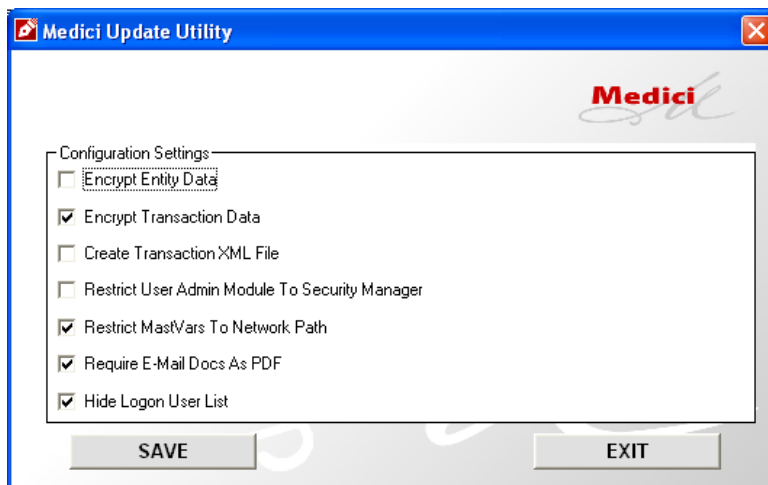 Medici Update Utility
Medici
Configuration Settings
Encrypt Entity Data
Encrypt Transaction Data
Create Transaction XML File
Restrict User Admin Module To Security Manager
Restrict MastVars To Network Path
Require E-Mail Docs As PDF
Hide Logon User List
SAVE
EXIT